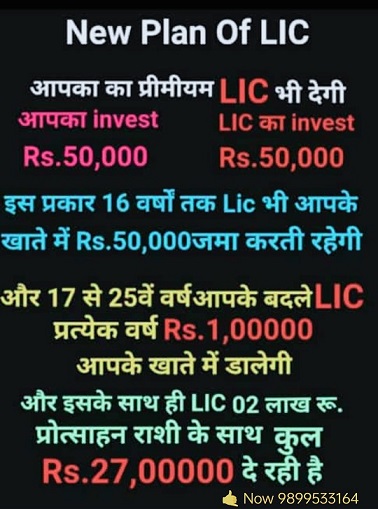 New Plan Of LIC
आपका का प्रीमीयम LIC भी देगी
आपका invest LIC का invest
Rs.50,000 Rs.50,000
इस प्रकार 16 वर्षों तक Lic भी आपके
खाते में Rs.50,000जमा करती रहेगी
और 17 से 25वें वर्षआपके बदले LIC
प्रत्येक वर्ष Rs.1,00000
आपके खाते में डालेगी
और इसके साथ ही LIC 02 लाख रू.
प्रोत्साहन राशी के साथ कुल
Rs.27,00000 दे रही है
🤙 Now 9899533164